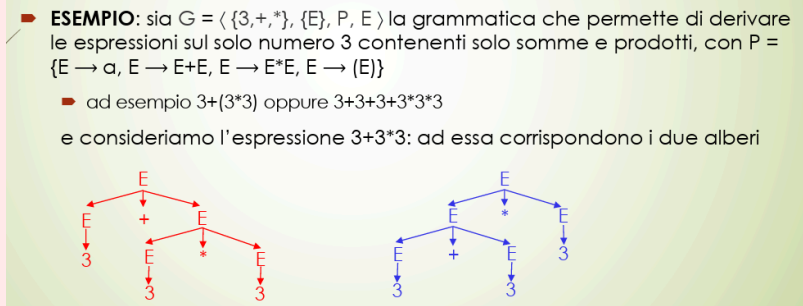 ESEMPIO: sia G = ⟨ {3,+,*}, {E}, P, E ⟩ la grammatica che permette di derivare
le espressioni sul solo numero 3 contenenti solo somme e prodotti, con P =
{E ⟶ a, E ⟶ E+E, E ⟶ E*E, E ⟶ (E)}
ad esempio 3+(3*3) oppure 3+3+3+3*3*3
e consideriamo l'espressione 3+3*3: ad essa corrispondono i due alberi
E
E + E
3 E * E
3 3
E
E * E
E + E 3
3 3